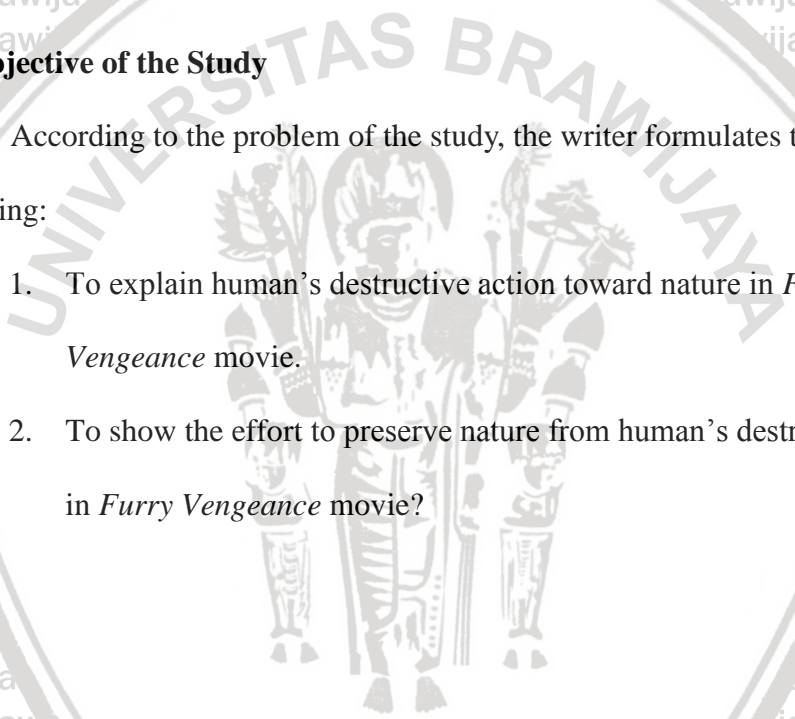 UNIVERSITAS BRAWIJAYA
jective of the Study
According to the problem of the study, the writer formulates t
ing:
1. To explain human's destructive action toward nature in F
Vengeance movie.
2. To show the effort to preserve nature from human's destr
in Furry Vengeance movie?